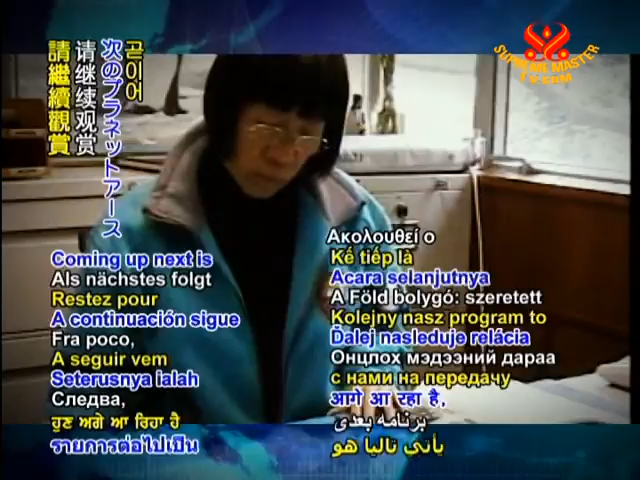 請繼續觀賞
请继续观赏
次のプラネットアース
곧이어
SUPREME MASTER
TV.COM
Coming up next is
Als nächstes folgt
Restez pour
A continuación sigue
Fra poco,
A seguir vem
Seterusnya ialah
Следва,
ਹੁਣ ਅਗੇ ਆ ਰਿਹਾ ਹੈ
รายการต่อไปเป็น
Ακολουθεί ο
Kế tiếp là
Acara selanjutnya
A Föld bolygó: szeretett
Kolejny nasz program to
Ďalej nasleduje relácia
Онцлох мэдээний дараа
с нами на передачу
आगे आ रहा है,
برنامه بعدی
يأتي تاليا هو